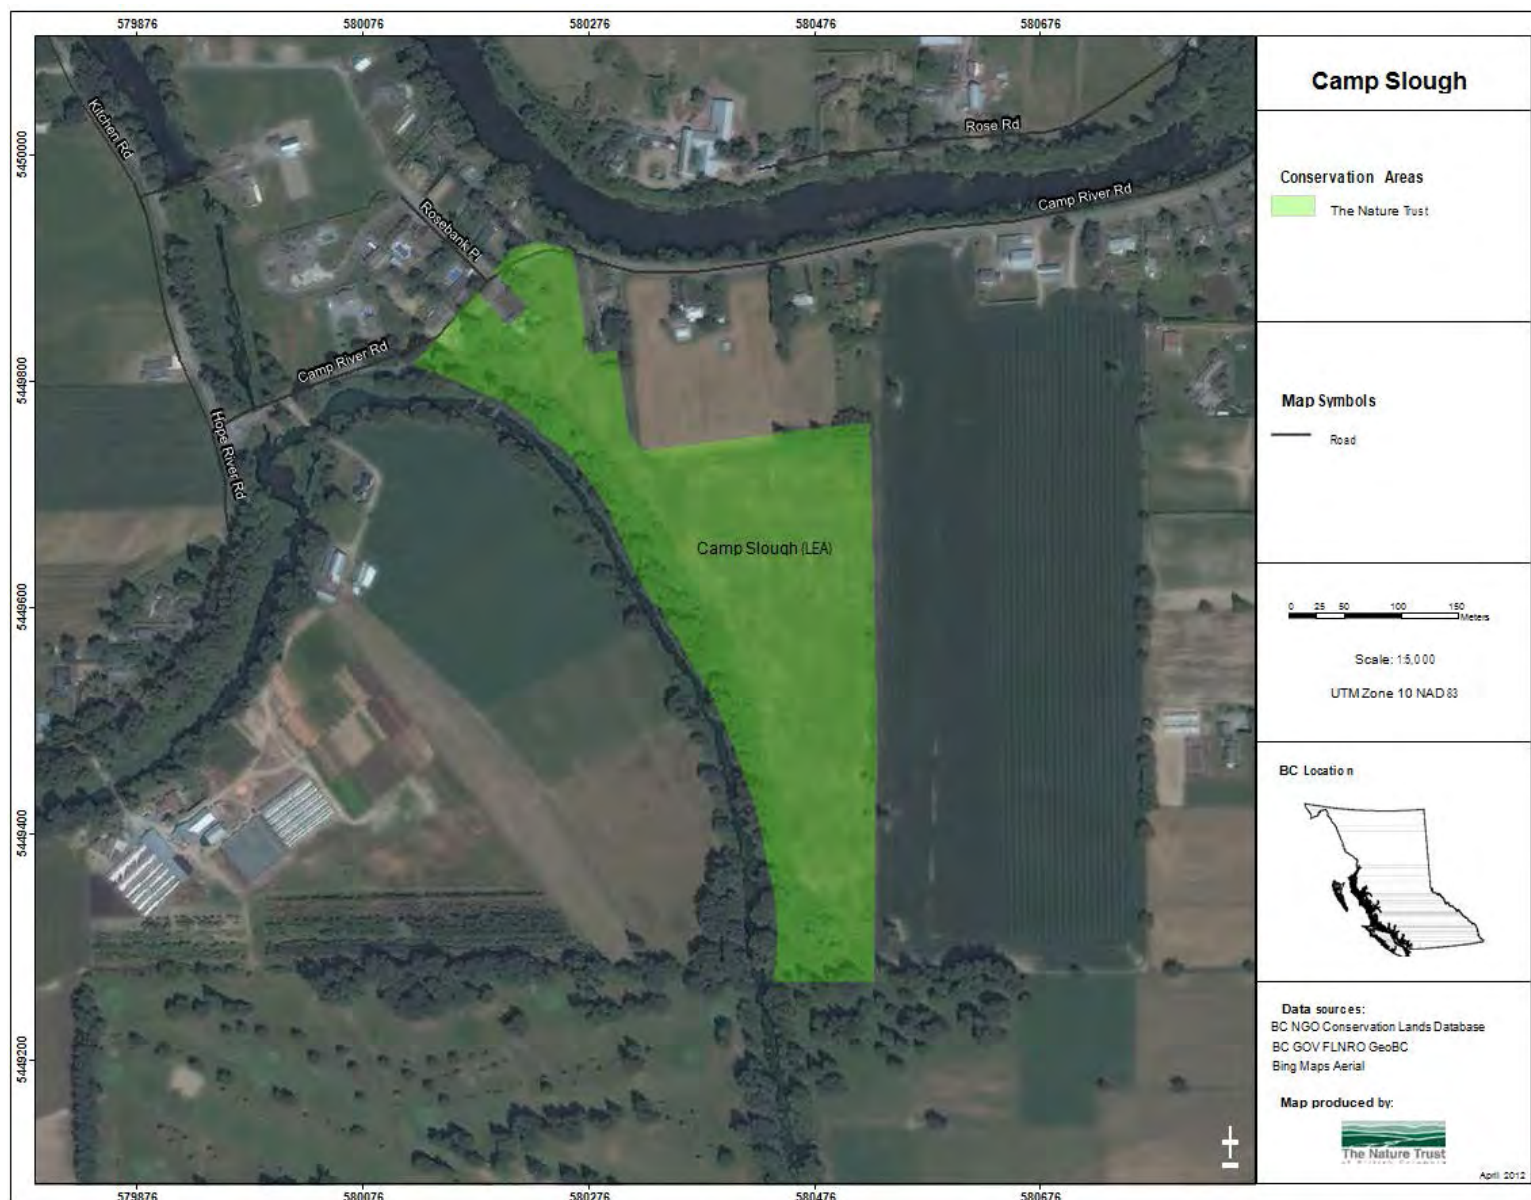 579876 580076 580276 580476 580676
Camp Slough
Conservation Areas
The Nature Trust
Map Symbols
Road
0 25 50 100 150
Meters
Scale: 1:5,000
UTM Zone 10 NAD 83
BC Location
Data sources:
BC NGO Conservation Lands Database
BC GOV FLNRO GeoBC
Bing Maps Aerial
Map produced by:
The Nature Trust
April 2012
5450000
5449800
5449600
5449400
5449200
Kitchen Rd
Rose Rd
Camp River Rd
Rosebank Pl
Camp River Rd
Hope River Rd
Camp Slough (LEA)
579876 580076 580276 580476 580676